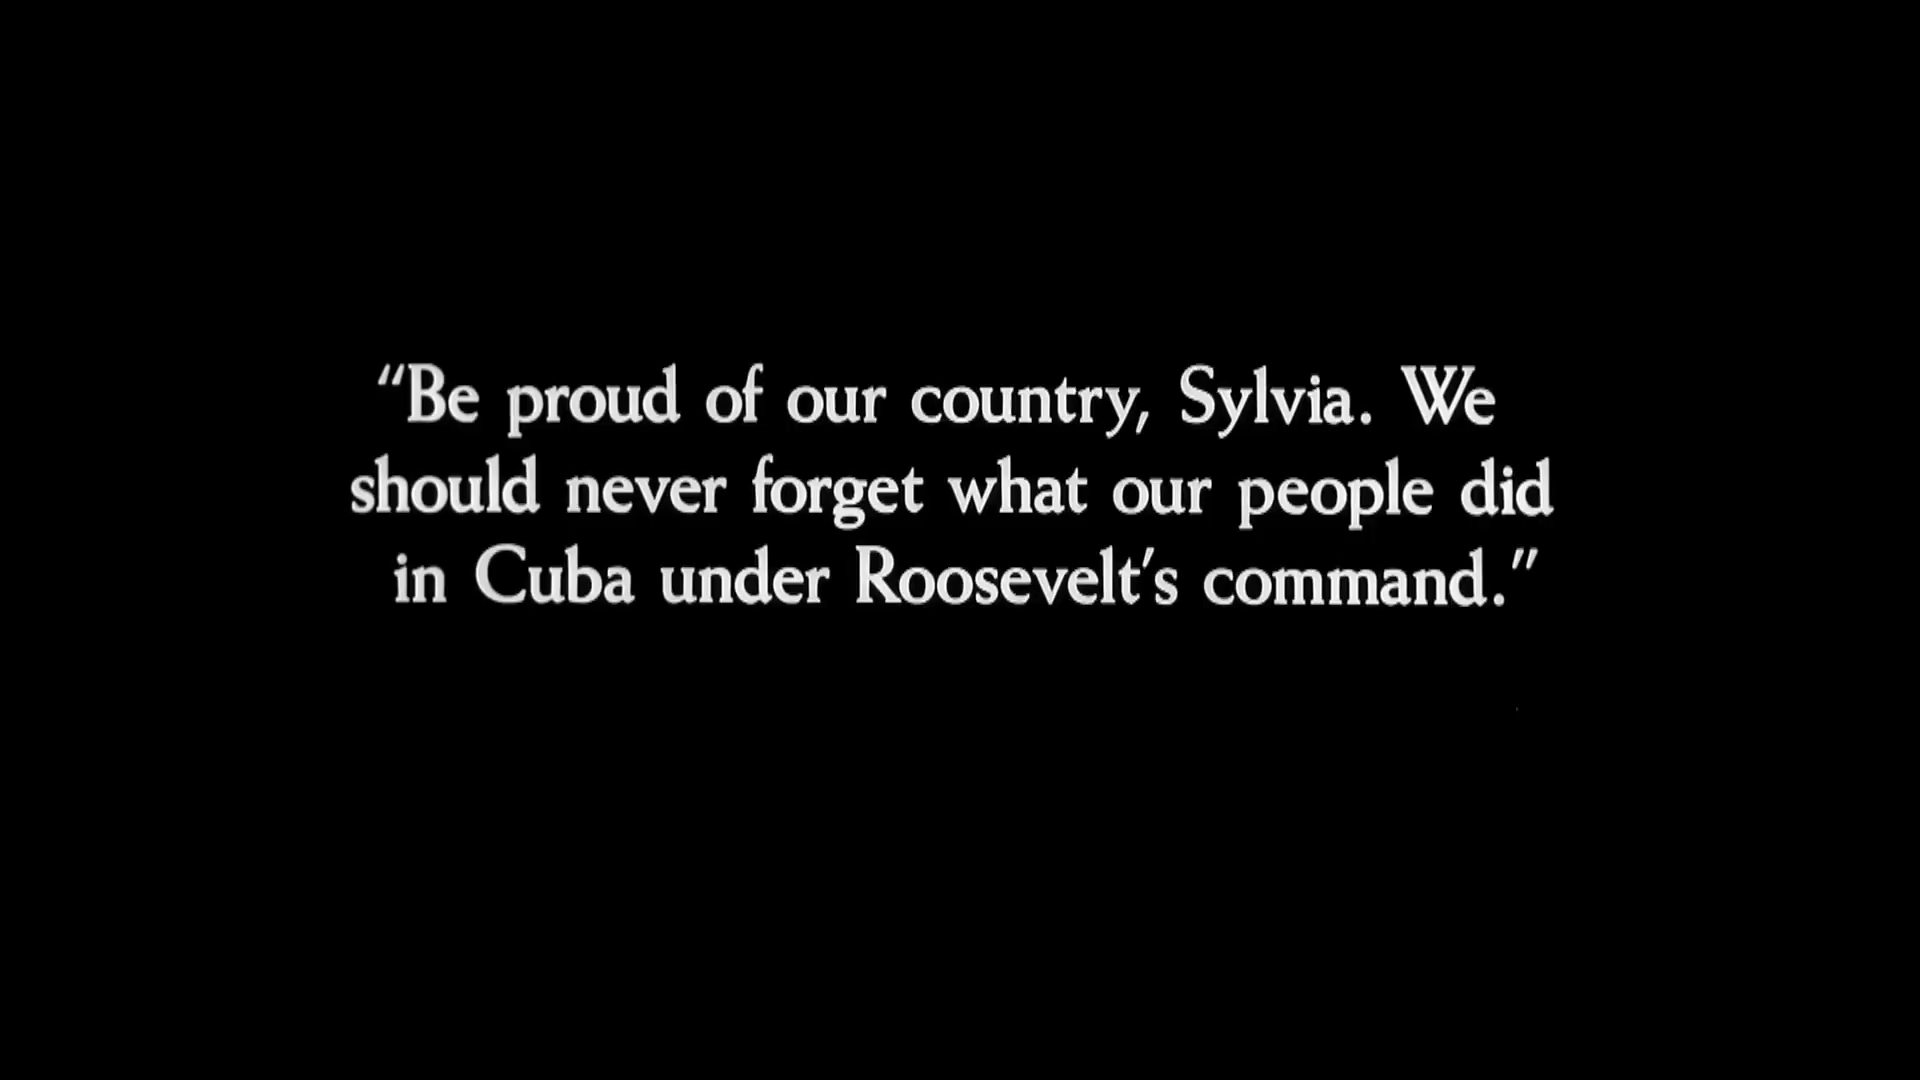 “Be proud of our country, Sylvia. We
should never forget what our people did
in Cuba under Roosevelt’s command.”